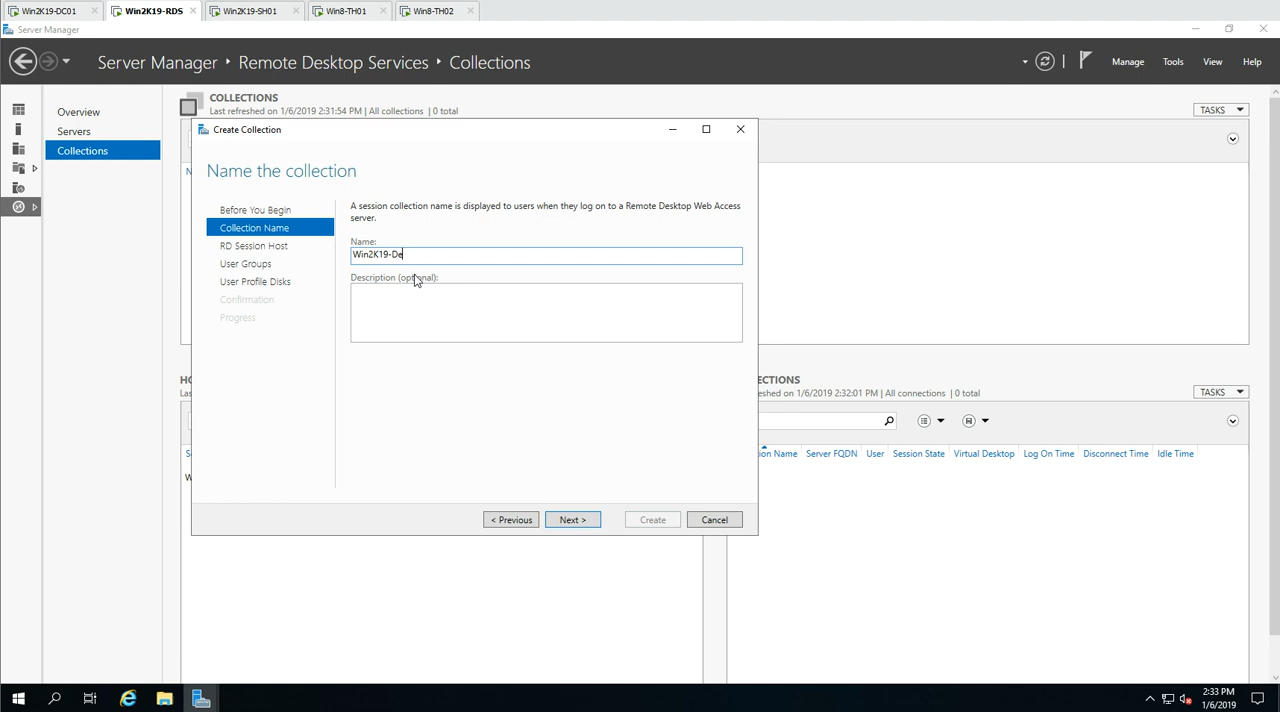 Win2K19-DC01
Win2K19-RDS
Win2K19-SH01
Win8-TH01
Win8-TH02
Server Manager
Server Manager
Remote Desktop Services
Collections
Manage
Tools
View
Help
Overview
Servers
Collections
COLLECTIONS
Last refreshed on 1/6/2019 2:31:54 PM | All collections | 0 total
TASKS
Create Collection
Name the collection
Before You Begin
Collection Name
RD Session Host
User Groups
User Profile Disks
Confirmation
Progress
A session collection name is displayed to users when they log on to a Remote Desktop Web Access
server.
Name:
Win2K19-De
Description (optional):
< Previous
Next >
Create
Cancel
HO
Las
ECTIONS
eshed on 1/6/2019 2:32:01 PM | All connections | 0 total
TASKS
ion Name
Server FQDN
User
Session State
Virtual Desktop
Log On Time
Disconnect Time
Idle Time
2:33 PM
1/6/2019